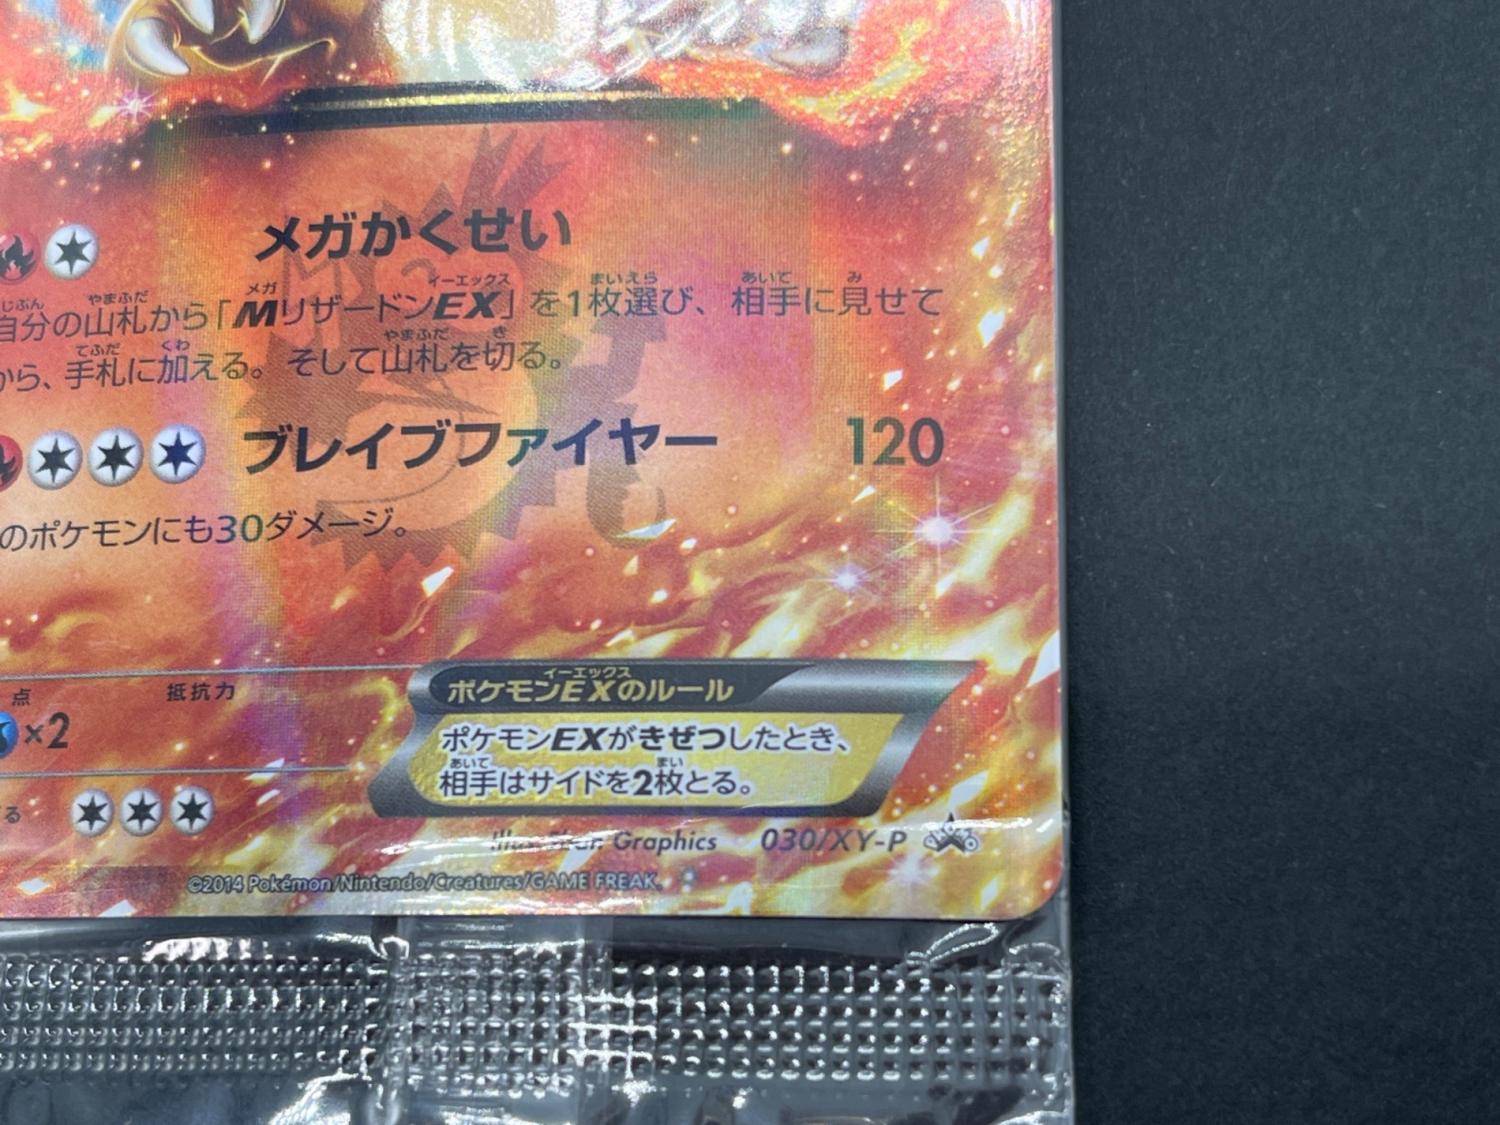 メガかくせい
自分の山札から「MリザードンEX」を1枚選び、相手に見せて
から、手札に加える。そして山札を切る。
ブレイブファイヤー 120
のポケモンにも30ダメージ。
点 抵抗力
×2
る
ポケモンEXのルール
ポケモンEXがきぜつしたとき、
相手はサイドを2枚とる。
Illus. Graphics 030/XY-P
©2014 Pokémon/Nintendo/Creatures/GAME FREAK.